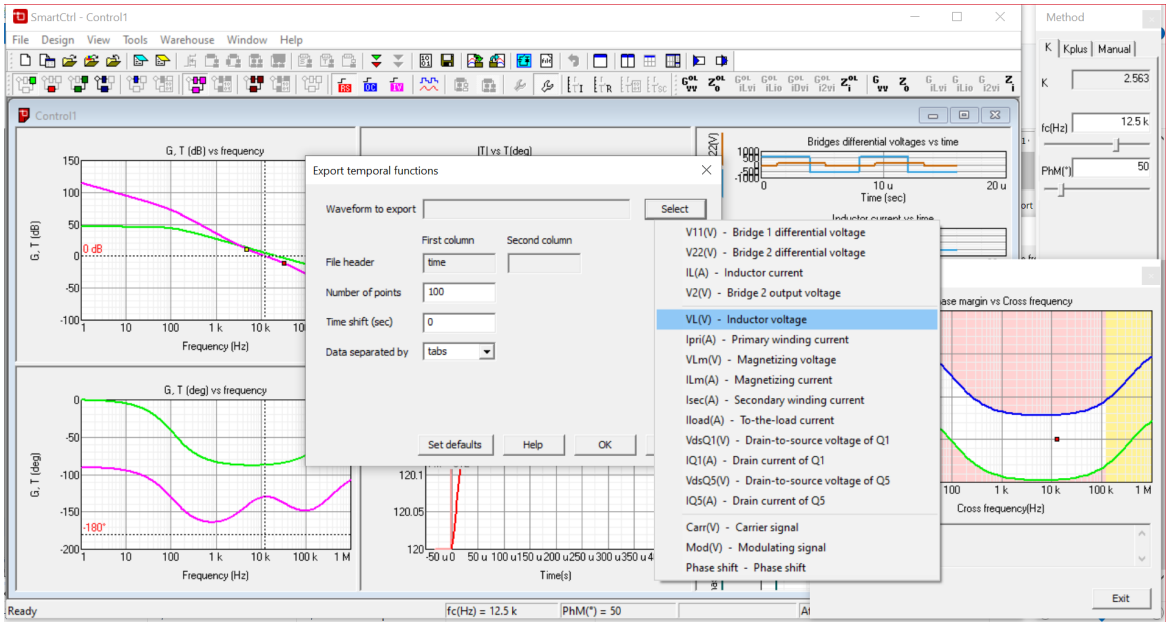 SmartCtrl - Control1
File Design View Tools Warehouse Window Help
Control1
G, T (dB) vs frequency
G, T (dB)
150
100
50
0 dB
0
-50
-100
1 10 100 1 k 10 k
Frequency (Hz)
G, T (deg) vs frequency
G, T (deg)
0
-50
-100
-150
-180°
-200
1 10 100 1 k 10 k 100 k 1 M
Frequency (Hz)
|T| vs T(deg)
120.1
120.05
120
-50 u 0 50 u 100 u 150 u 200 u 250 u 300 u 350 u
Time(s)
Bridges differential voltages vs time
1000
500
0
-500
-1000
0 10 u 20 u
Time (sec)
Inductor current vs time
Export temporal functions
Waveform to export
Select
First column Second column
File header time
Number of points 100
Time shift (sec) 0
Data separated by tabs
Set defaults Help OK
V11(V) - Bridge 1 differential voltage
V22(V) - Bridge 2 differential voltage
IL(A) - Inductor current
V2(V) - Bridge 2 output voltage
VL(V) - Inductor voltage
Ipri(A) - Primary winding current
VLm(V) - Magnetizing voltage
ILm(A) - Magnetizing current
Isec(A) - Secondary winding current
Iload(A) - To-the-load current
VdsQ1(V) - Drain-to-source voltage of Q1
IQ1(A) - Drain current of Q1
VdsQ5(V) - Drain-to-source voltage of Q5
IQ5(A) - Drain current of Q5
Carr(V) - Carrier signal
Mod(V) - Modulating signal
Phase shift - Phase shift
Method
K Kplus Manual
K 2.563
fc(Hz) 12.5 k
PhM(°) 50
margin vs Cross frequency
100 1 k 10 k 100 k 1 M
Cross frequency(Hz)
Exit
Ready fc(Hz) = 12.5 k PhM(°) = 50